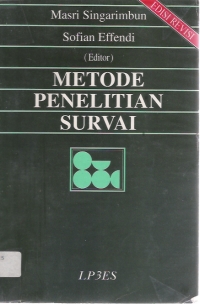 Masri Singarimbun
EDISI REVISI
Sofian Effendi
(Editor)
METODE
PENELITIAN
SURVAI
LP3ES